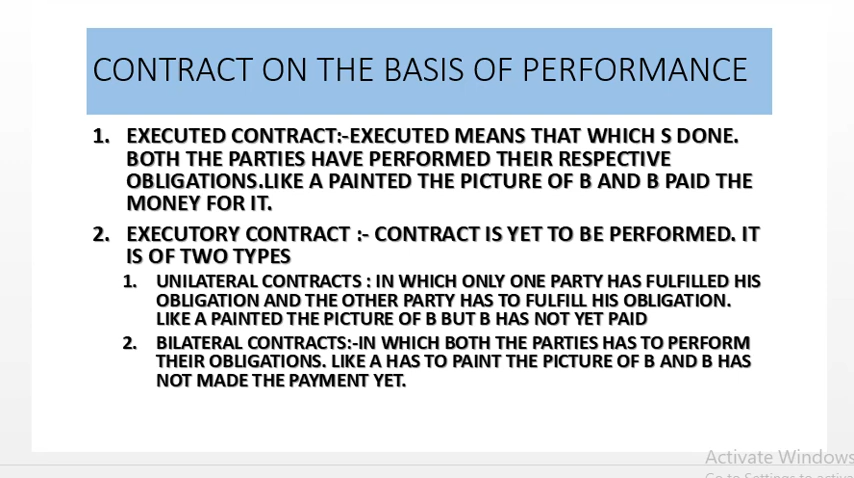 CONTRACT ON THE BASIS OF PERFORMANCE
1. EXECUTED CONTRACT:-EXECUTED MEANS THAT WHICH S DONE.
BOTH THE PARTIES HAVE PERFORMED THEIR RESPECTIVE
OBLIGATIONS.LIKE A PAINTED THE PICTURE OF B AND B PAID THE
MONEY FOR IT.
2. EXECUTORY CONTRACT :- CONTRACT IS YET TO BE PERFORMED. IT
IS OF TWO TYPES
1. UNILATERAL CONTRACTS : IN WHICH ONLY ONE PARTY HAS FULFILLED HIS
OBLIGATION AND THE OTHER PARTY HAS TO FULFILL HIS OBLIGATION.
LIKE A PAINTED THE PICTURE OF B BUT B HAS NOT YET PAID
2. BILATERAL CONTRACTS:-IN WHICH BOTH THE PARTIES HAS TO PERFORM
THEIR OBLIGATIONS. LIKE A HAS TO PAINT THE PICTURE OF B AND B HAS
NOT MADE THE PAYMENT YET.
Activate Windows
Go to Settings to